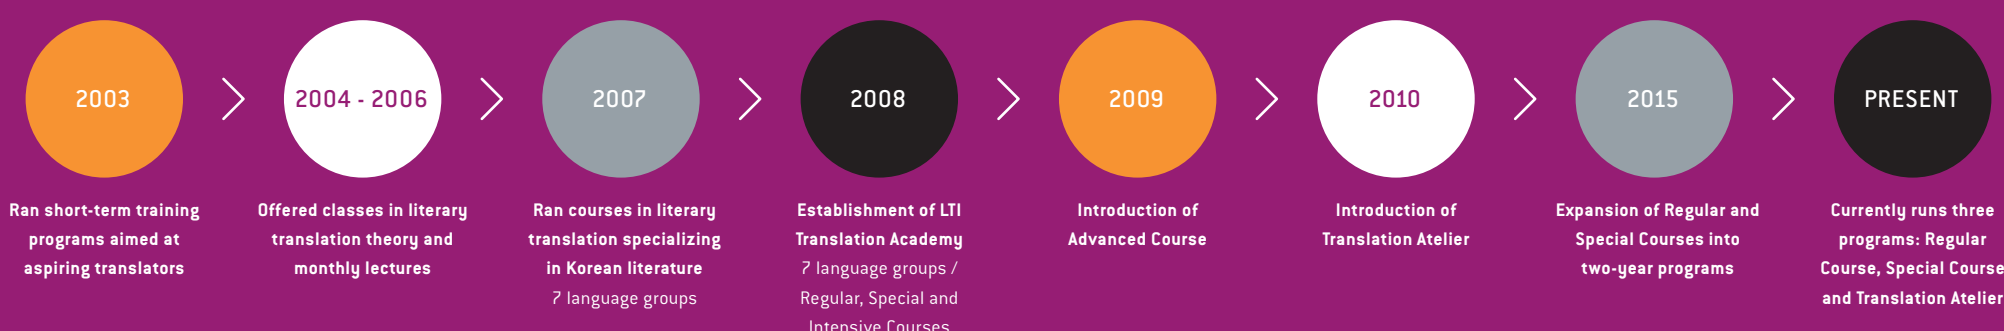 2003
Ran short-term training
programs aimed at
aspiring translators
2004 - 2006
Offered classes in literary
translation theory and
monthly lectures
2007
Ran courses in literary
translation specializing
in Korean literature
7 language groups
2008
Establishment of LTI
Translation Academy
7 language groups /
Regular, Special and
Intensive Courses
2009
Introduction of
Advanced Course
2010
Introduction of
Translation Atelier
2015
Expansion of Regular and
Special Courses into
two-year programs
PRESENT
Currently runs three
programs: Regular
Course, Special Course
and Translation Atelier